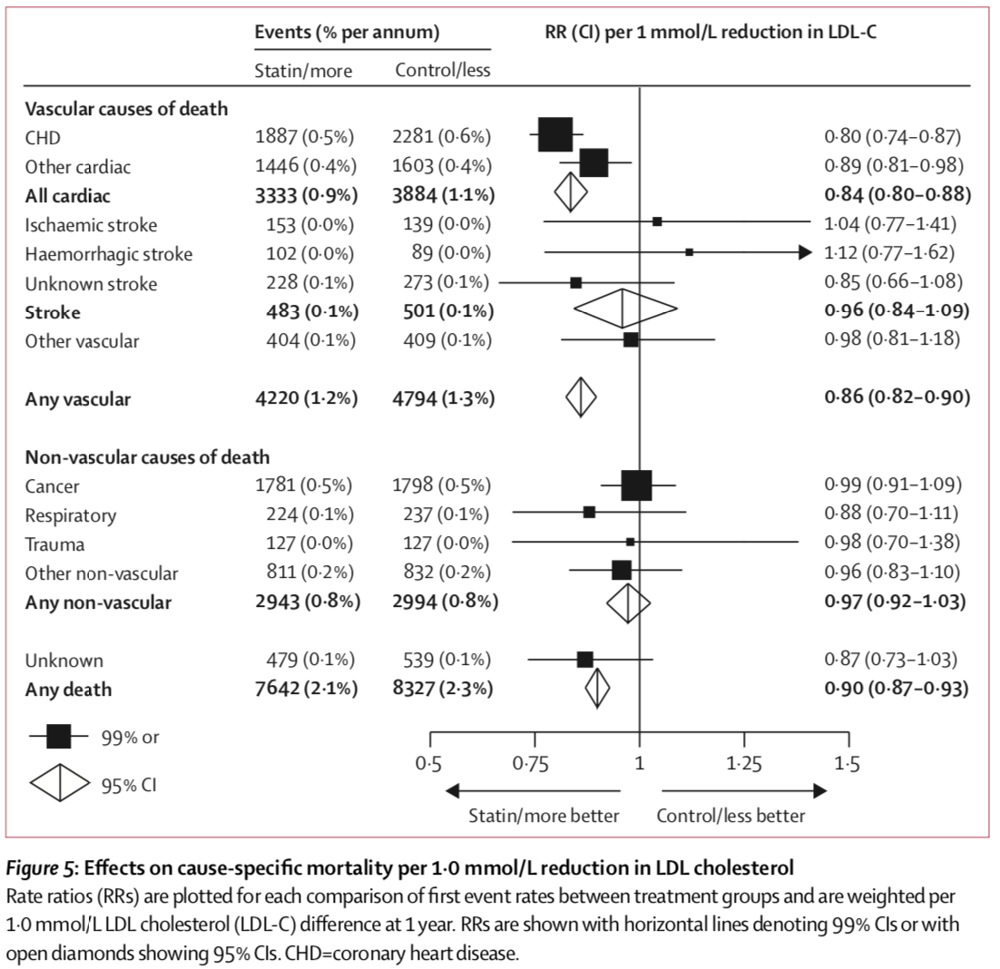 Events (% per annum) RR (CI) per 1 mmol/L reduction in LDL-C
Statin/more Control/less
Vascular causes of death
CHD 1887 (0·5%) 2281 (0·6%) 0·80 (0·74–0·87)
Other cardiac 1446 (0·4%) 1603 (0·4%) 0·89 (0·81–0·98)
All cardiac 3333 (0·9%) 3884 (1·1%) 0·84 (0·80–0·88)
Ischaemic stroke 153 (0·0%) 139 (0·0%) 1·04 (0·77–1·41)
Haemorrhagic stroke 102 (0·0%) 89 (0·0%) 1·12 (0·77–1·62)
Unknown stroke 228 (0·1%) 273 (0·1%) 0·85 (0·66–1·08)
Stroke 483 (0·1%) 501 (0·1%) 0·96 (0·84–1·09)
Other vascular 404 (0·1%) 409 (0·1%) 0·98 (0·81–1·18)
Any vascular 4220 (1·2%) 4794 (1·3%) 0·86 (0·82–0·90)
Non-vascular causes of death
Cancer 1781 (0·5%) 1798 (0·5%) 0·99 (0·91–1·09)
Respiratory 224 (0·1%) 237 (0·1%) 0·88 (0·70–1·11)
Trauma 127 (0·0%) 127 (0·0%) 0·98 (0·70–1·38)
Other non-vascular 811 (0·2%) 832 (0·2%) 0·96 (0·83–1·10)
Any non-vascular 2943 (0·8%) 2994 (0·8%) 0·97 (0·92–1·03)
Unknown 479 (0·1%) 539 (0·1%) 0·87 (0·73–1·03)
Any death 7642 (2·1%) 8327 (2·3%) 0·90 (0·87–0·93)
99% or
95% CI
0·5 0·75 1 1·25 1·5
Statin/more better Control/less better
Figure 5: Effects on cause-specific mortality per 1·0 mmol/L reduction in LDL cholesterol
Rate ratios (RRs) are plotted for each comparison of first event rates between treatment groups and are weighted per
1·0 mmol/L LDL cholesterol (LDL-C) difference at 1 year. RRs are shown with horizontal lines denoting 99% CIs or with
open diamonds showing 95% CIs. CHD=coronary heart disease.